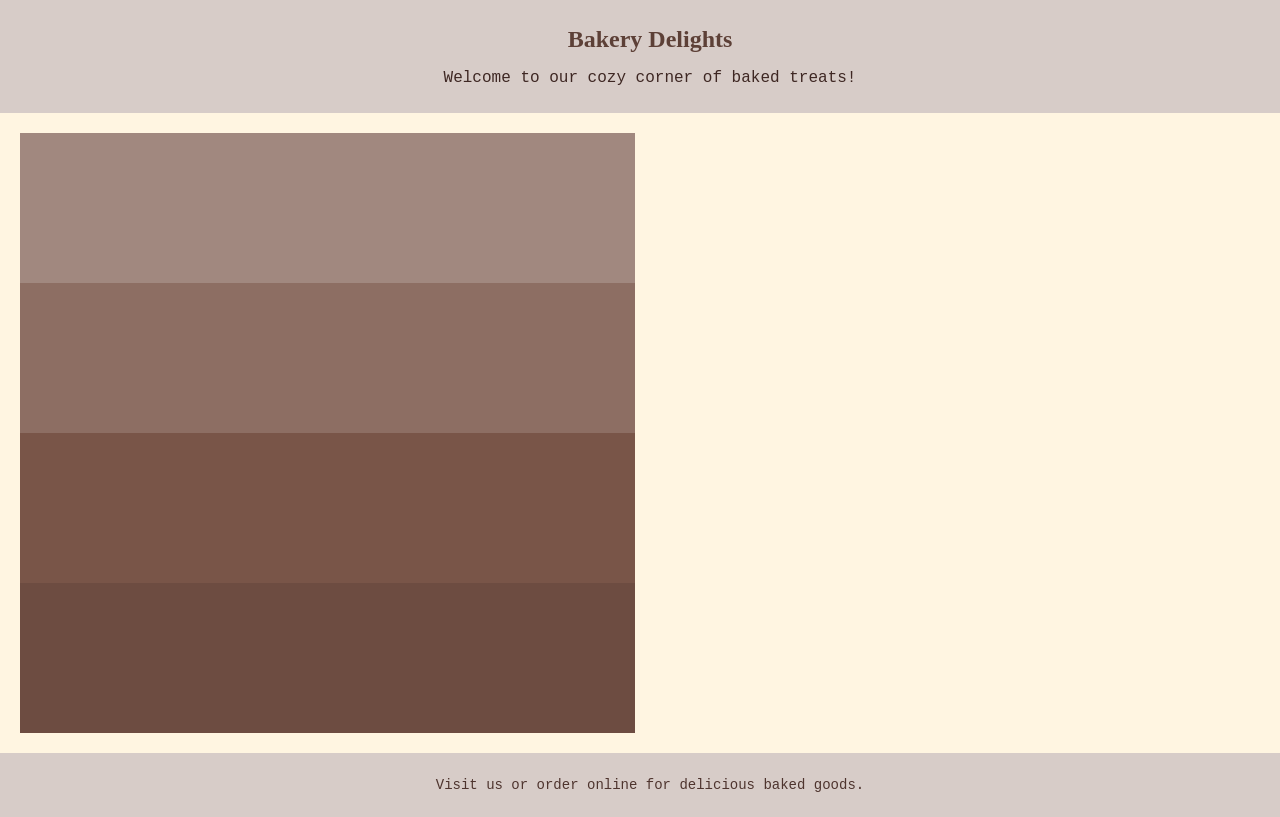 Bakery Delights
Welcome to our cozy corner of baked treats!
Visit us or order online for delicious baked goods.